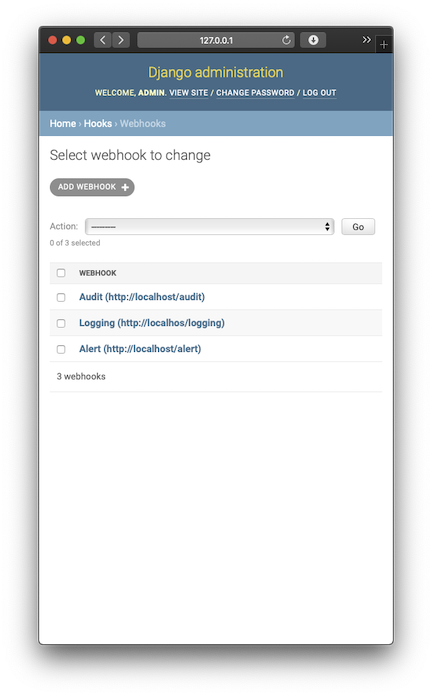 127.0.0.1
Django administration
WELCOME, ADMIN. VIEW SITE / CHANGE PASSWORD / LOG OUT
Home › Hooks › Webhooks
Select webhook to change
ADD WEBHOOK +
Action: --------- Go
0 of 3 selected
WEBHOOK
Audit (http://localhost/audit)
Logging (http://localhos/logging)
Alert (http://localhost/alert)
3 webhooks